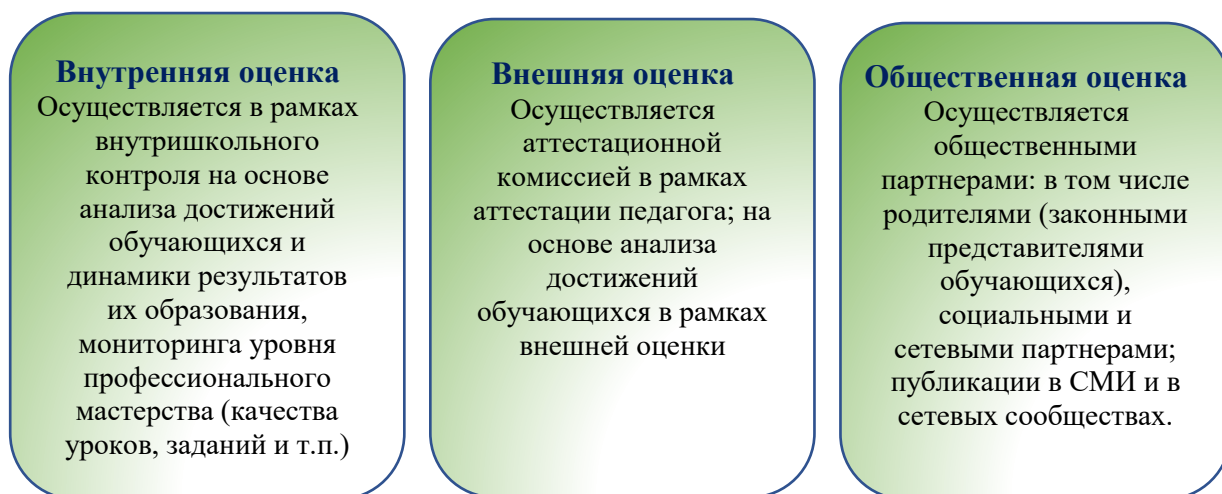 Внутренняя оценка
Осуществляется в рамках
внутришкольного
контроля на основе
анализа достижений
обучающихся и
динамики результатов
их образования,
мониторинга уровня
профессионального
мастерства (качества
уроков, заданий и т.п.)
Внешняя оценка
Осуществляется
аттестационной
комиссией в рамках
аттестации педагога; на
основе анализа
достижений
обучающихся в рамках
внешней оценки
Общественная оценка
Осуществляется
общественными
партнерами: в том числе
родителями (законными
представителями
обучающихся),
социальными и
сетевыми партнерами;
публикации в СМИ и в
сетевых сообществах.